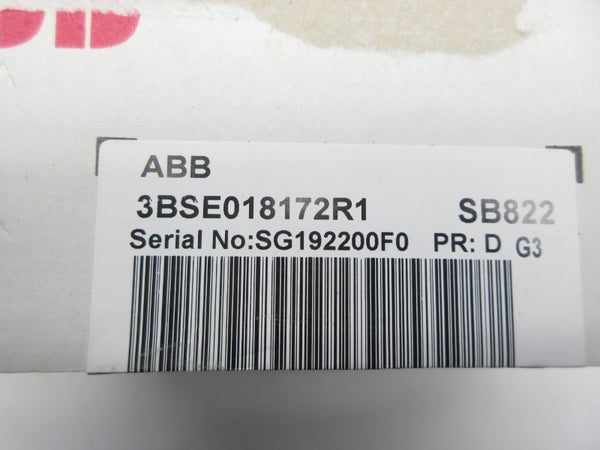 ABB
3BSE018172R1 SB822
Serial No:SG192200F0 PR: D G3